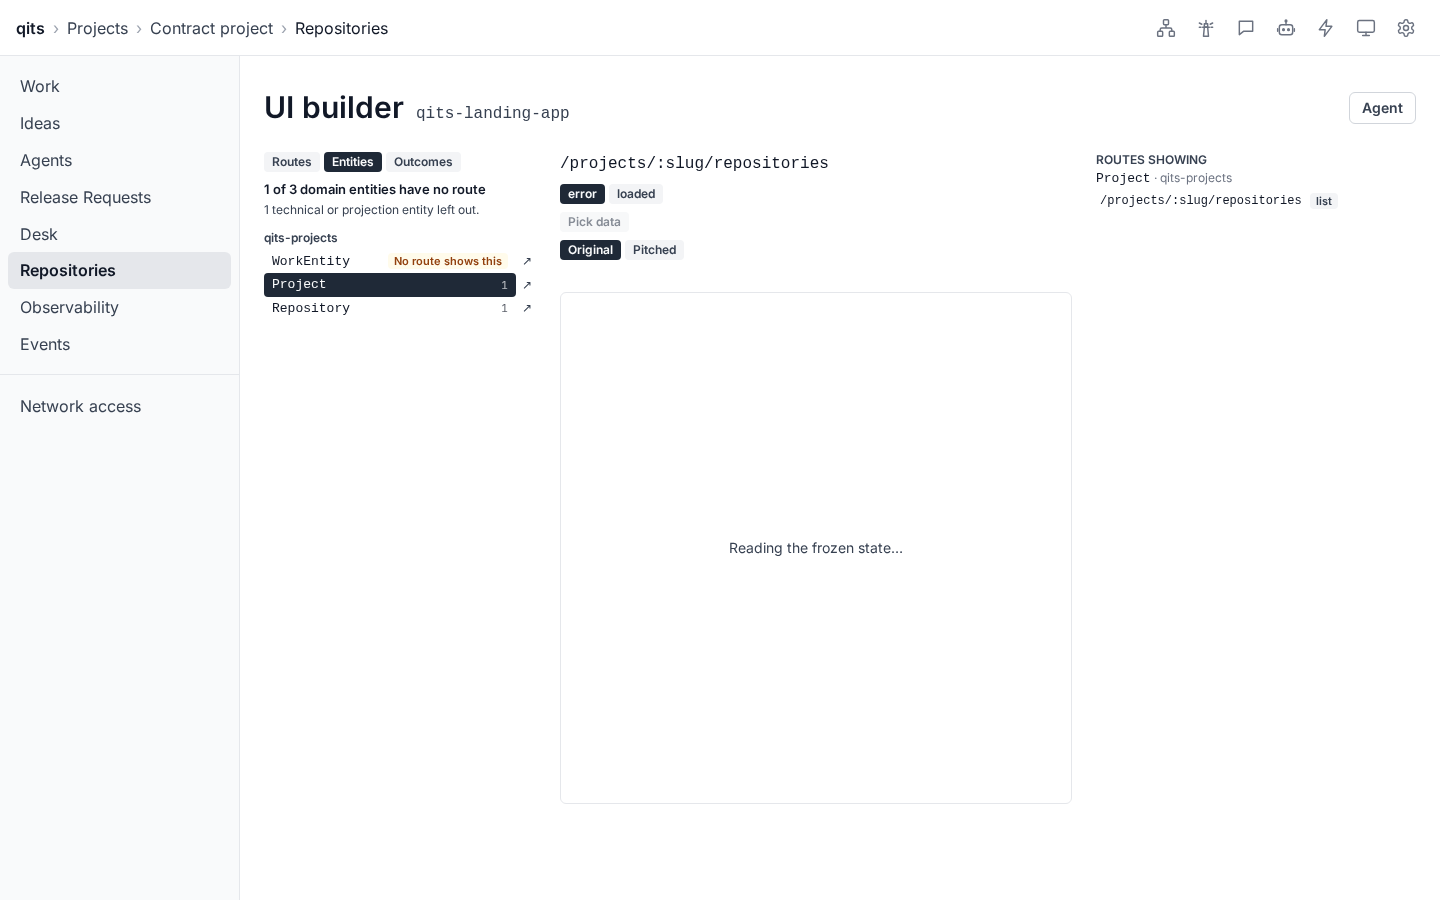 qits › Projects › Contract project › Repositories
Work
Ideas
Agents
Release Requests
Desk
Repositories
Observability
Events
Network access
UI builder qits-landing-app
Agent
Routes Entities Outcomes
1 of 3 domain entities have no route
1 technical or projection entity left out.
qits-projects
WorkEntity No route shows this ↗
Project 1 ↗
Repository 1 ↗
/projects/:slug/repositories
error loaded
Pick data
Original Pitched
Reading the frozen state...
ROUTES SHOWING
Project · qits-projects
/projects/:slug/repositories list